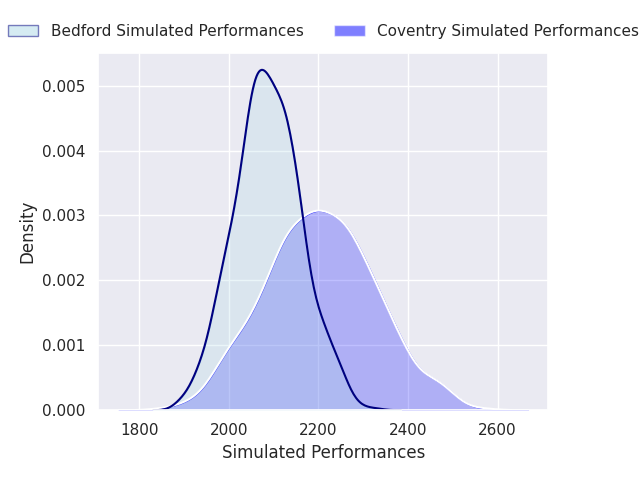 Bedford Simulated Performances Coventry Simulated Performances
0.005
0.004
0.003
0.002
0.001
0.000
Density
1800 2000 2200 2400 2600
Simulated Performances